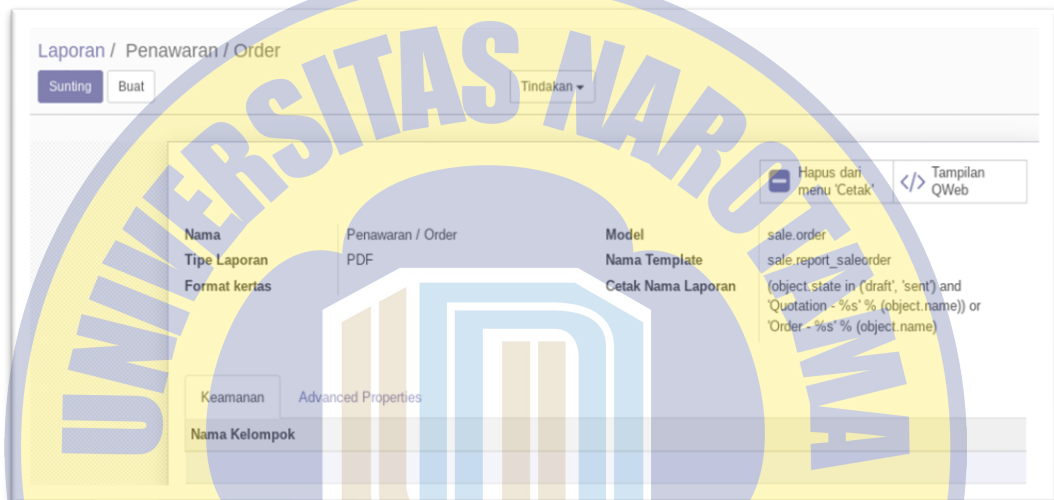 Laporan / Penawaran / Order
Sunting Buat Tindakan
Hapus dari menu 'Cetak'
</> Tampilan QWeb
Nama Penawaran / Order Model sale.order
Tipe Laporan PDF Nama Template sale.report_saleorder
Format kertas Cetak Nama Laporan (object.state in ('draft', 'sent') and
'Quotation - %s' % (object.name)) or
'Order - %s' % (object.name)
Keamanan Advanced Properties
Nama Kelompok
UNIVERSITAS NAROTAMA